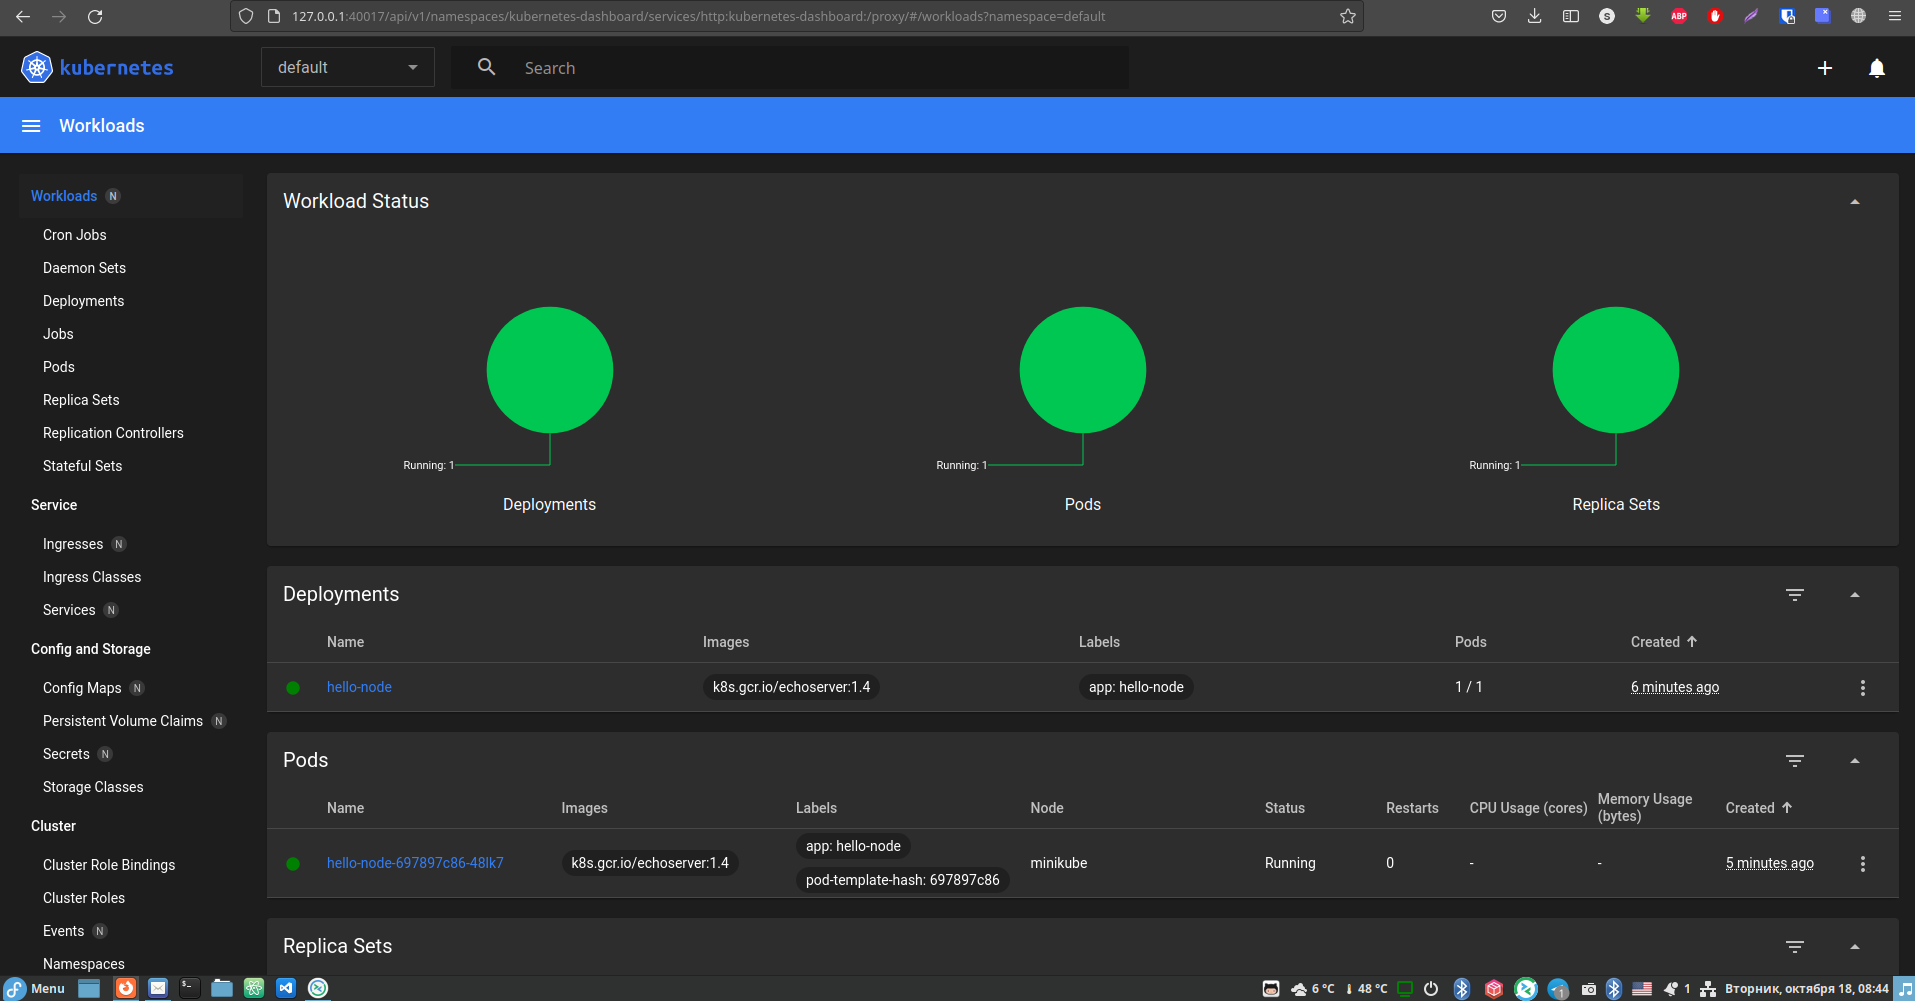 127.0.0.1:40017/api/v1/namespaces/kubernetes-dashboard/services/http:kubernetes-dashboard:/proxy/#/workloads?namespace=default
S
ABP
kubernetes
default
Search
Workloads
Workloads N
Cron Jobs
Daemon Sets
Deployments
Jobs
Pods
Replica Sets
Replication Controllers
Stateful Sets
Service
Ingresses N
Ingress Classes
Services N
Config and Storage
Config Maps N
Persistent Volume Claims N
Secrets N
Storage Classes
Cluster
Cluster Role Bindings
Cluster Roles
Events N
Namespaces
Workload Status
Running: 1
Running: 1
Running: 1
Deployments
Pods
Replica Sets
Deployments
Name Images Labels Pods Created
hello-node k8s.gcr.io/echoserver:1.4 app: hello-node 1 / 1 6 minutes ago
Pods
Name Images Labels Node Status Restarts CPU Usage (cores) Memory Usage (bytes) Created
hello-node-697897c86-48lk7 k8s.gcr.io/echoserver:1.4 app: hello-node pod-template-hash: 697897c86 minikube Running 0 - - 5 minutes ago
Replica Sets
Menu 6 °C 48 °C 1 1 Вторник, октября 18, 08:44